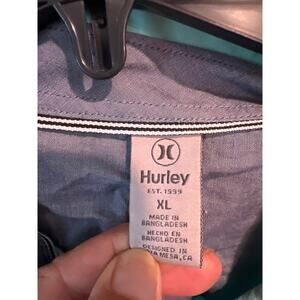 Hurley
EST. 1999
XL
MADE IN
BANGLADESH
HECHO EN
BANGLADESH
DESIGNED IN
MESA, CA